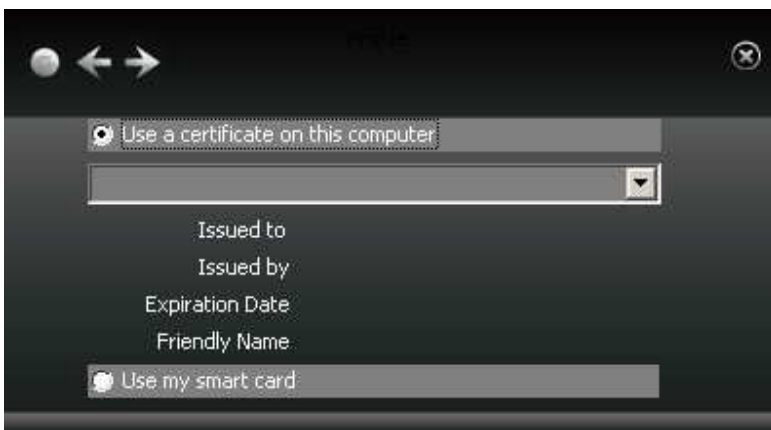 Use a certificate on this computer
Issued to
Issued by
Expiration Date
Friendly Name
Use my smart card